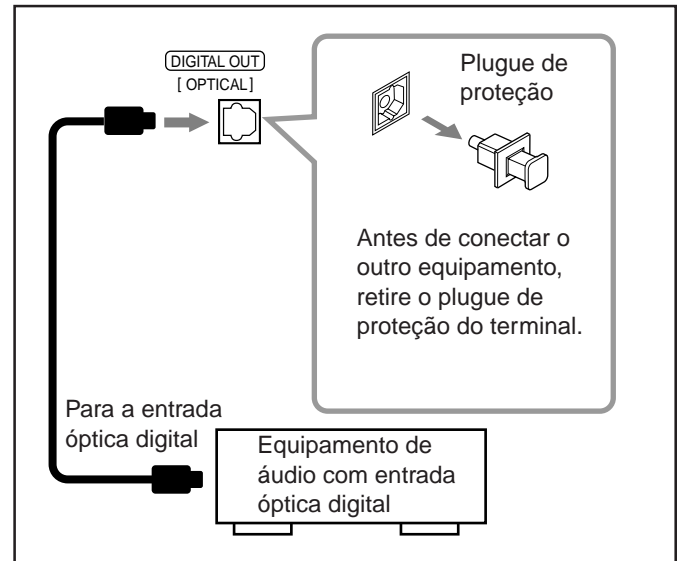 DIGITAL OUT
[ OPTICAL]
Plugue de
proteção
Antes de conectar o
outro equipamento,
retire o plugue de
proteção do terminal.
Para a entrada
óptica digital
Equipamento de
áudio com entrada
óptica digital